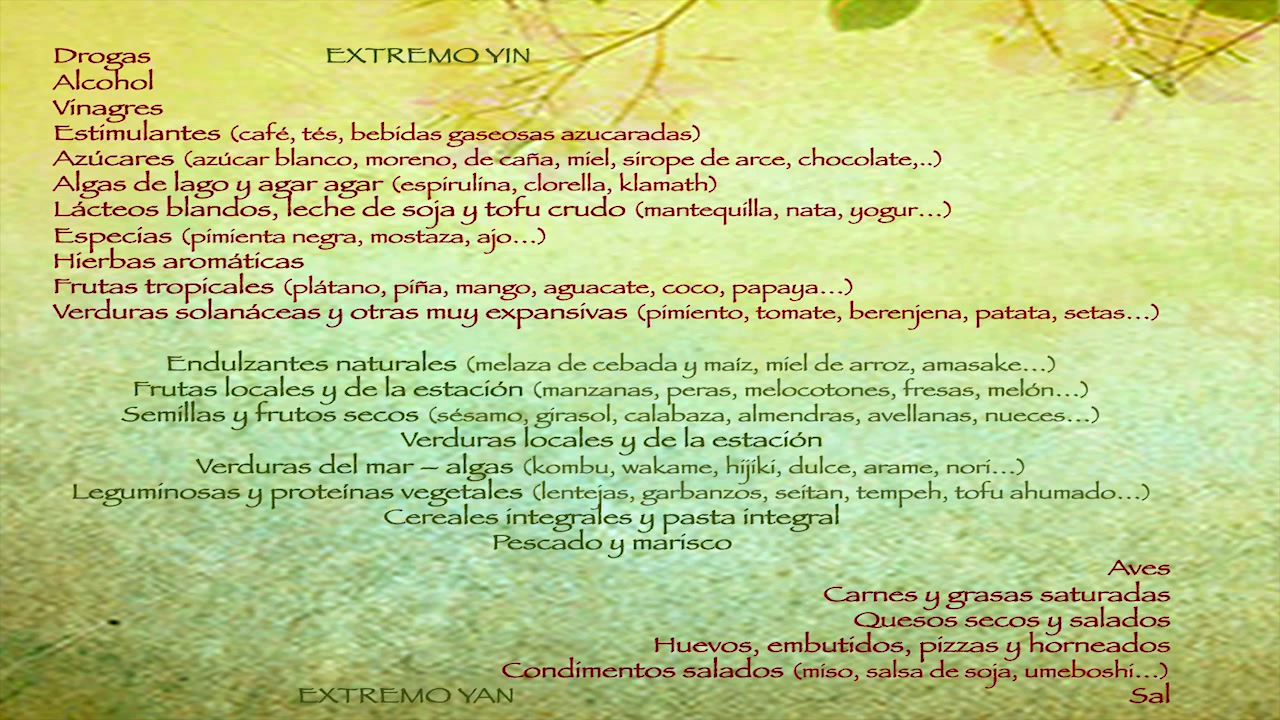 Drogas EXTREMO YIN
Alcohol
Vinagres
Estimulantes (café, tés, bebidas gaseosas azucaradas)
Azúcares (azúcar blanco, moreno, de caña, miel, sirope de arce, chocolate,..)
Algas de lago y agar agar (espirulina, clorella, klamath)
Lácteos blandos, leche de soja y tofu crudo (mantequilla, nata, yogur...)
Especias (pimienta negra, mostaza, ajo...)
Hierbas aromáticas
Frutas tropicales (plátano, piña, mango, aguacate, coco, papaya...)
Verduras solanáceas y otras muy expansivas (pimiento, tomate, berenjena, patata, setas...)
Endulzantes naturales (melaza de cebada y maíz, miel de arroz, amasake...)
Frutas locales y de la estación (manzanas, peras, melocotones, fresas, melón...)
Semillas y frutos secos (sésamo, girasol, calabaza, almendras, avellanas, nueces...)
Verduras locales y de la estación
Verduras del mar – algas (kombu, wakame, hijiki, dulce, arame, nori...)
Leguminosas y proteínas vegetales (lentejas, garbanzos, seitan, tempeh, tofu ahumado...)
Cereales integrales y pasta integral
Pescado y marisco
Aves
Carnes y grasas saturadas
Quesos secos y salados
Huevos, embutidos, pizzas y horneados
Condimentos salados (miso, salsa de soja, umeboshi...)
EXTREMO YAN Sal